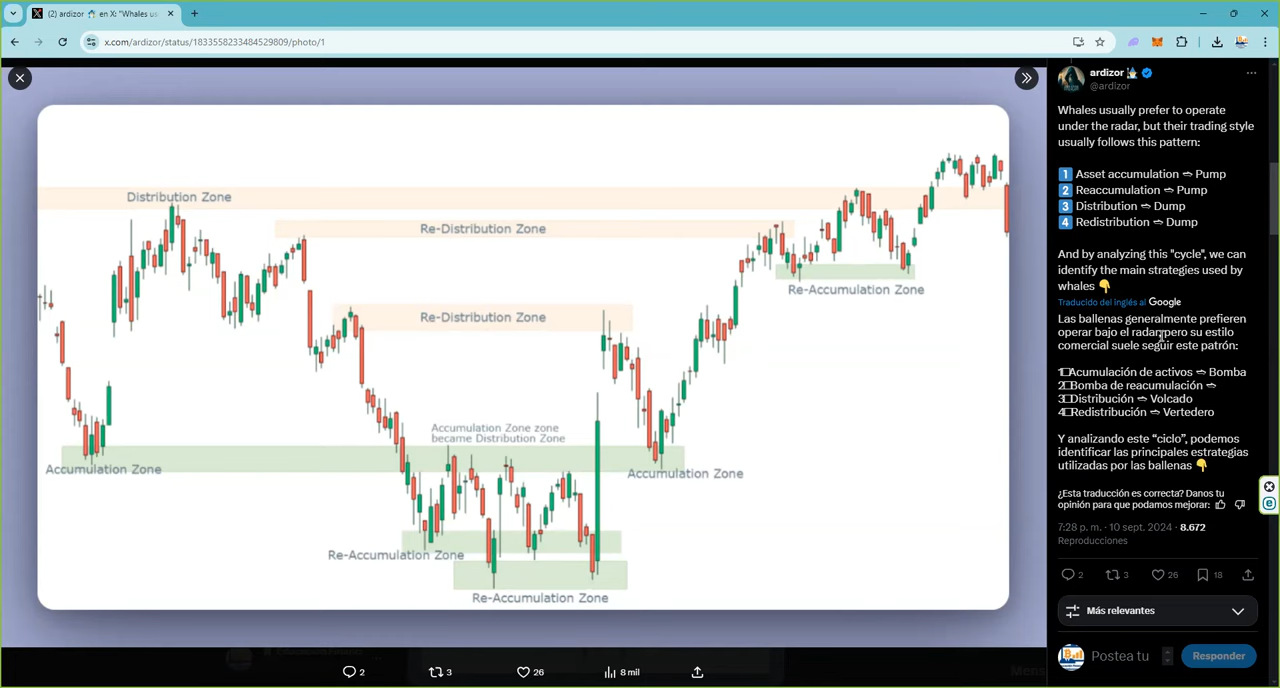 (2) ardizor 🧙‍♂️ en X: "Whales us
x.com/ardizor/status/1833558233484529809/photo/1
Distribution Zone
Re-Distribution Zone
Re-Accumulation Zone
Re-Distribution Zone
Accumulation Zone zone
became Distribution Zone
Accumulation Zone
Accumulation Zone
Re-Accumulation Zone
Re-Accumulation Zone
2
3
26
8 mil
ardizor
@ardizor
Whales usually prefer to operate
under the radar, but their trading style
usually follows this pattern:
1️⃣ Asset accumulation ➩ Pump
2️⃣ Reaccumulation ➩ Pump
3️⃣ Distribution ➩ Dump
4️⃣ Redistribution ➩ Dump
And by analyzing this "cycle", we can
identify the main strategies used by
whales 👇
Traducido del inglés al Google
Las ballenas generalmente prefieren
operar bajo el radar, pero su estilo
comercial suele seguir este patrón:
1□Acumulación de activos ➩ Bomba
2□Bomba de reacumulación ➩
3□Distribución ➩ Volcado
4□Redistribución ➩ Vertedero
Y analizando este “ciclo”, podemos
identificar las principales estrategias
utilizadas por las ballenas 👇
¿Esta traducción es correcta? Danos tu
opinión para que podamos mejorar:
7:28 p. m. · 10 sept. 2024 · 8.672
Reproducciones
2
3
26
18
Más relevantes
Postea tu
Responder